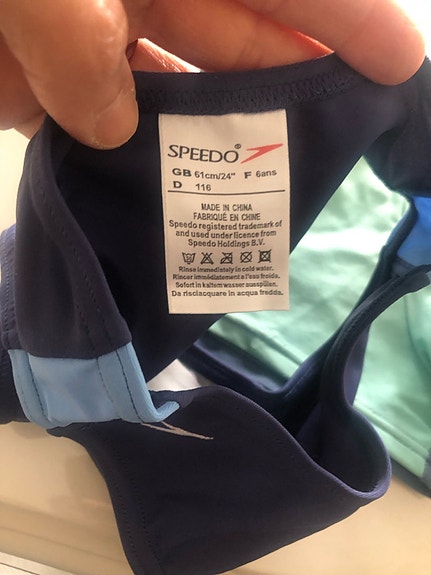 SPEEDO®
GB 61cm/24" F 6ans
D 116
MADE IN CHINA
FABRIQUÉ EN CHINE
Speedo registered trademark of
and used under licence from
Speedo Holdings B.V.
Rinse immediately in cold water.
Rincer immédiatement a l'eau froide.
Sofort in kaltem wasser ausspülen.
Da risciacquare in acqua fredda.